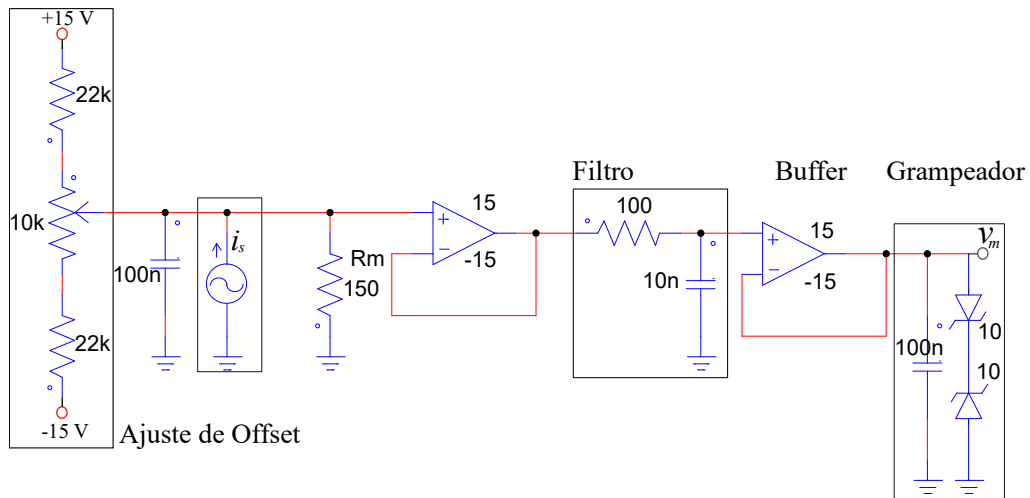 +15 V
22k
10k
22k
-15 V
Ajuste de Offset
100n
i_s
Rm
150
15
-15
Filtro
100
10n
Buffer
15
-15
Grampeador
v_m
100n
10
10